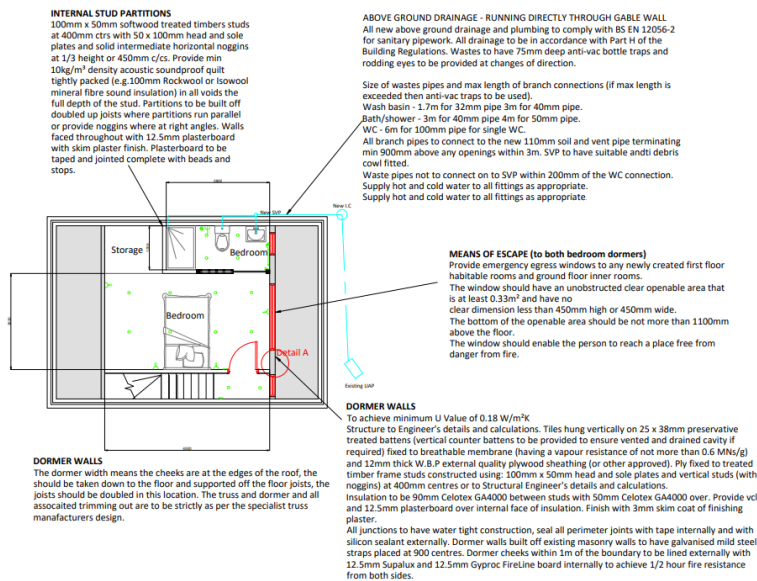 INTERNAL STUD PARTITIONS
100mm x 50mm softwood treated timbers studs
at 400mm ctrs with 50 x 100mm head and sole
plates and solid intermediate horizontal noggins
at 1/3 height or 450mm c/cs. Provide min
10kg/m³ density acoustic soundproof quilt
tightly packed (e.g.100mm Rockwool or Isowool
mineral fibre sound insulation) in all voids the
full depth of the stud. Partitions to be built off
doubled up joists where partitions run parallel
or provide noggins where at right angles. Walls
faced throughout with 12.5mm plasterboard
with skim plaster finish. Plasterboard to be
taped and jointed complete with beads and
stops.
ABOVE GROUND DRAINAGE - RUNNING DIRECTLY THROUGH GABLE WALL
All new above ground drainage and plumbing to comply with BS EN 12056-2
for sanitary pipework. All drainage to be in accordance with Part H of the
Building Regulations. Wastes to have 75mm deep anti-vac bottle traps and
rodding eyes to be provided at changes of direction.
Size of wastes pipes and max length of branch connections (if max length is
exceeded then anti-vac traps to be used).
Wash basin - 1.7m for 32mm pipe 3m for 40mm pipe.
Bath/shower - 3m for 40mm pipe 4m for 50mm pipe.
WC - 6m for 100mm pipe for single WC.
All branch pipes to connect to the new 110mm soil and vent pipe terminating
min 900mm above any openings within 3m. SVP to have suitable andti debris
cowl fitted.
Waste pipes not to connect on to SVP within 200mm of the WC connection.
Supply hot and cold water to all fittings as appropriate.
Supply hot and cold water to all fittings as appropriate
New I.C
New SVP
Storage
Bedroom
Bedroom
Detail A
Existing UAP
MEANS OF ESCAPE (to both bedroom dormers)
Provide emergency egress windows to any newly created first floor
habitable rooms and ground floor inner rooms.
The window should have an unobstructed clear openable area that
is at least 0.33m² and have no
clear dimension less than 450mm high or 450mm wide.
The bottom of the openable area should be not more than 1100mm
above the floor.
The window should enable the person to reach a place free from
danger from fire.
DORMER WALLS
The dormer width means the cheeks are at the edges of the roof, the
should be taken down to the floor and supported off the floor joists, the
joists should be doubled in this location. The truss and dormer and all
assocaited trimming out are to be strictly as per the specialist truss
manafacturers design.
DORMER WALLS
To achieve minimum U Value of 0.18 W/m²K
Structure to Engineer's details and calculations. Tiles hung vertically on 25 x 38mm preservative
treated battens (vertical counter battens to be provided to ensure vented and drained cavity if
required) fixed to breathable membrane (having a vapour resistance of not more than 0.6 MNs/g)
and 12mm thick W.B.P external quality plywood sheathing (or other approved). Ply fixed to treated
timber frame studs constructed using: 100mm x 50mm head and sole plates and vertical studs (with
noggins) at 400mm centres or to Structural Engineer's details and calculations.
Insulation to be 90mm Celotex GA4000 between studs with 50mm Celotex GA4000 over. Provide vcl
and 12.5mm plasterboard over internal face of insulation. Finish with 3mm skim coat of finishing
plaster.
All junctions to have water tight construction, seal all perimeter joints with tape internally and with
silicon sealant externally. Dormer walls built off existing masonry walls to have galvanised mild steel
straps placed at 900 centres. Dormer cheeks within 1m of the boundary to be lined externally with
12.5mm Supalux and 12.5mm Gyproc FireLine board internally to achieve 1/2 hour fire resistance
from both sides.